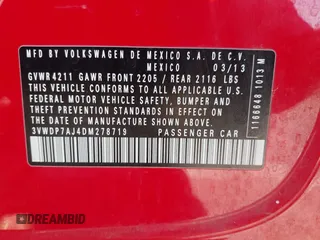 MFD BY VOLKSWAGEN DE MEXICO S.A. DE C.V.
MEXICO 03/13
GVWR 4211 GAWR FRONT 2205 / REAR 2116 LBS
THIS VEHICLE CONFORMS TO ALL APPLICABLE U.S.
FEDERAL MOTOR VEHICLE SAFETY, BUMPER AND
THEFT PREVENTION STANDARDS IN EFFECT ON THE
DATE OF MANUFACTURE SHOWN ABOVE.
3VWDP7AJ4DM278719 PASSENGER CAR
1166648 1013 M
DREAMBID